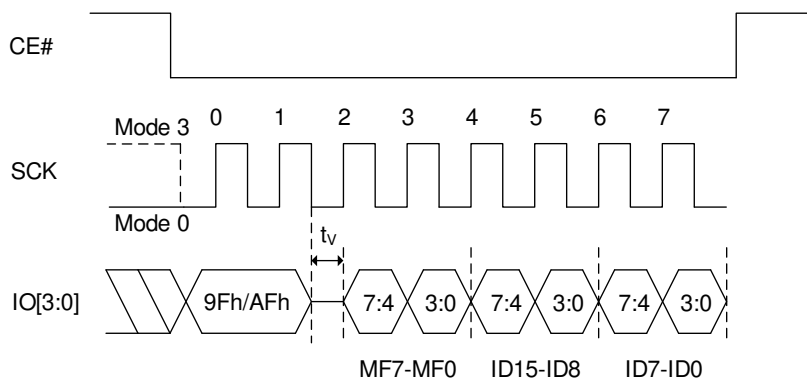 CE#
0 1 2 3 4 5 6 7
Mode 3
SCK
Mode 0
tV
IO[3:0] 9Fh/AFh 7:4 3:0 7:4 3:0 7:4 3:0
MF7-MF0 ID15-ID8 ID7-ID0